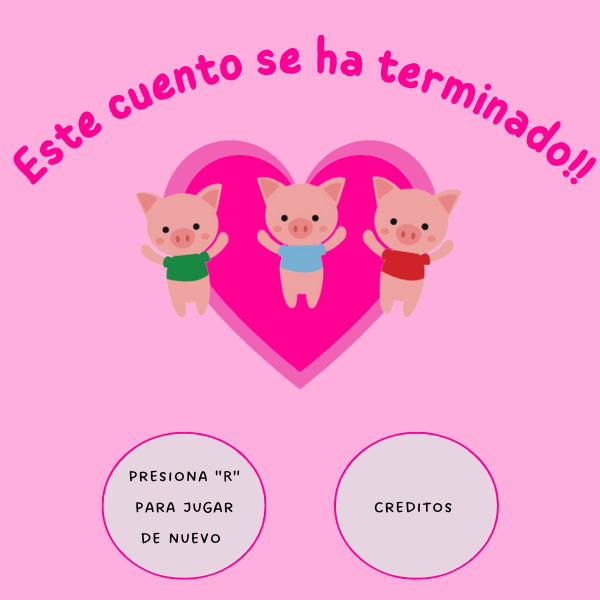 Este cuento se ha terminado!!
PRESIONA "R"
PARA JUGAR
DE NUEVO
CREDITOS